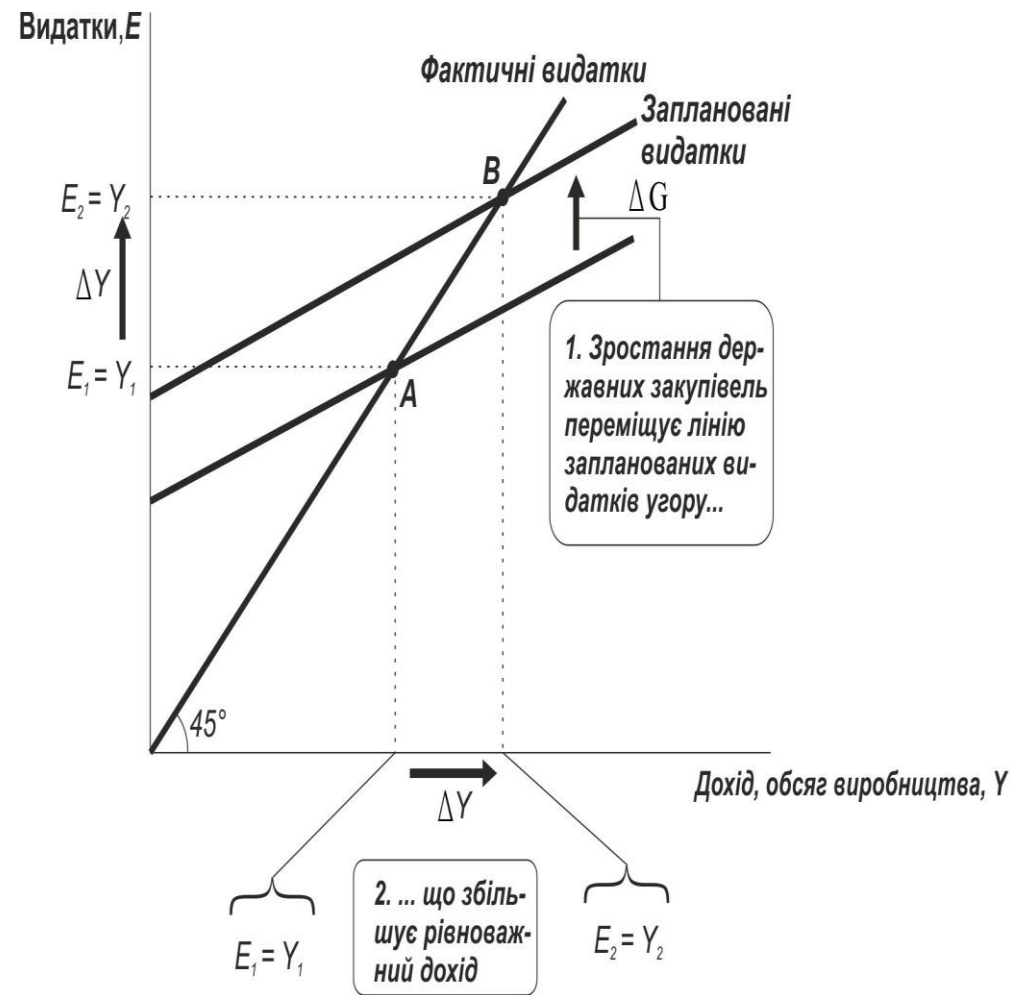 Видатки,E
Фактичні видатки
Заплановані
видатки
B
E₂ = Y₂
ΔG
ΔY
E₁ = Y₁
A
1. Зростання дер-
жавних закупівель
переміщує лінію
запланованих ви-
датків угору...
45°
Дохід, обсяг виробництва, Y
ΔY
2. ... що збіль-
шує рівноваж-
ний дохід
E₁ = Y₁
E₂ = Y₂